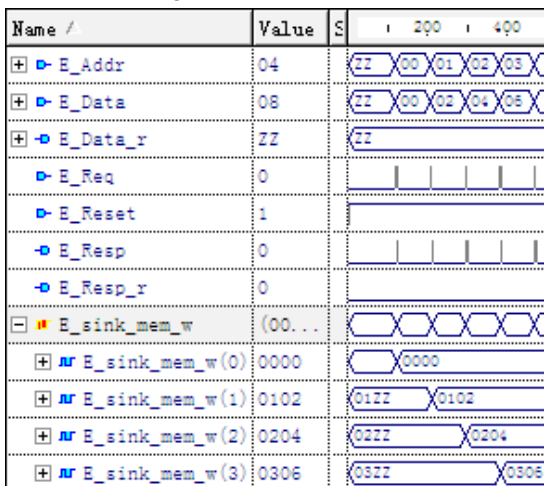 Name Value S 200 400
E_Addr 04 ZZ 00 01 02 03
E_Data 08 ZZ 00 02 04 06
E_Data_r ZZ ZZ
E_Req 0
E_Reset 1
E_Resp 0
E_Resp_r 0
E_sink_mem_w (00...
E_sink_mem_w(0) 0000 0000
E_sink_mem_w(1) 0102 01ZZ 0102
E_sink_mem_w(2) 0204 02ZZ 0204
E_sink_mem_w(3) 0306 03ZZ 0306